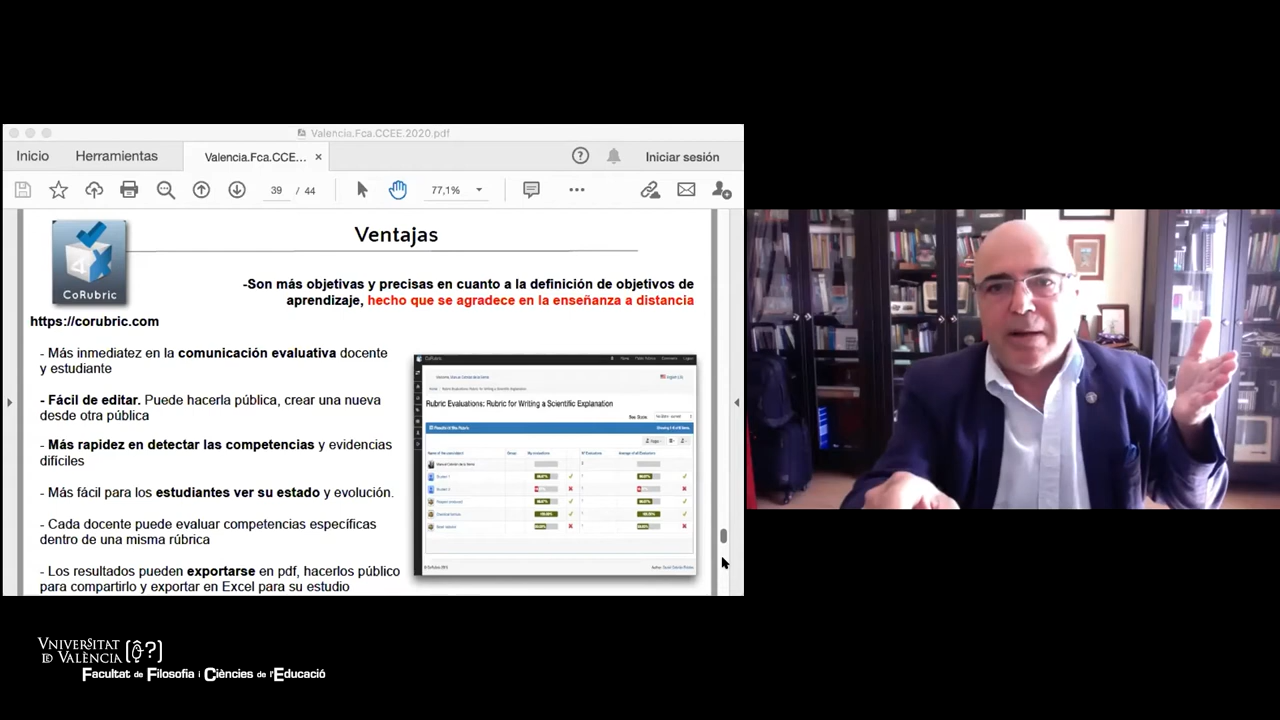 Valencia.Fca.CCEE.2020.pdf
Inicio
Herramientas
Valencia.Fca.CCE... ×
Iniciar sesión
39 / 44
77,1%
Ventajas
CoRubric
-Son más objetivas y precisas en cuanto a la definición de objetivos de
aprendizaje, hecho que se agradece en la enseñanza a distancia
https://corubric.com
- Más inmediatez en la comunicación evaluativa docente
y estudiante
- Fácil de editar. Puede hacerla pública, crear una nueva
desde otra pública
- Más rapidez en detectar las competencias y evidencias
difíciles
- Más fácil para los estudiantes ver su estado y evolución.
- Cada docente puede evaluar competencias específicas
dentro de una misma rúbrica
- Los resultados pueden exportarse en pdf, hacerlos público
para compartirlo y exportar en Excel para su estudio
CoRubric
Rubric Evaluations: Rubric for Writing a Scientific Explanation
VNIVERSITAT
DE VALÈNCIA
Facultat de Filosofia i Ciències de l'Educació